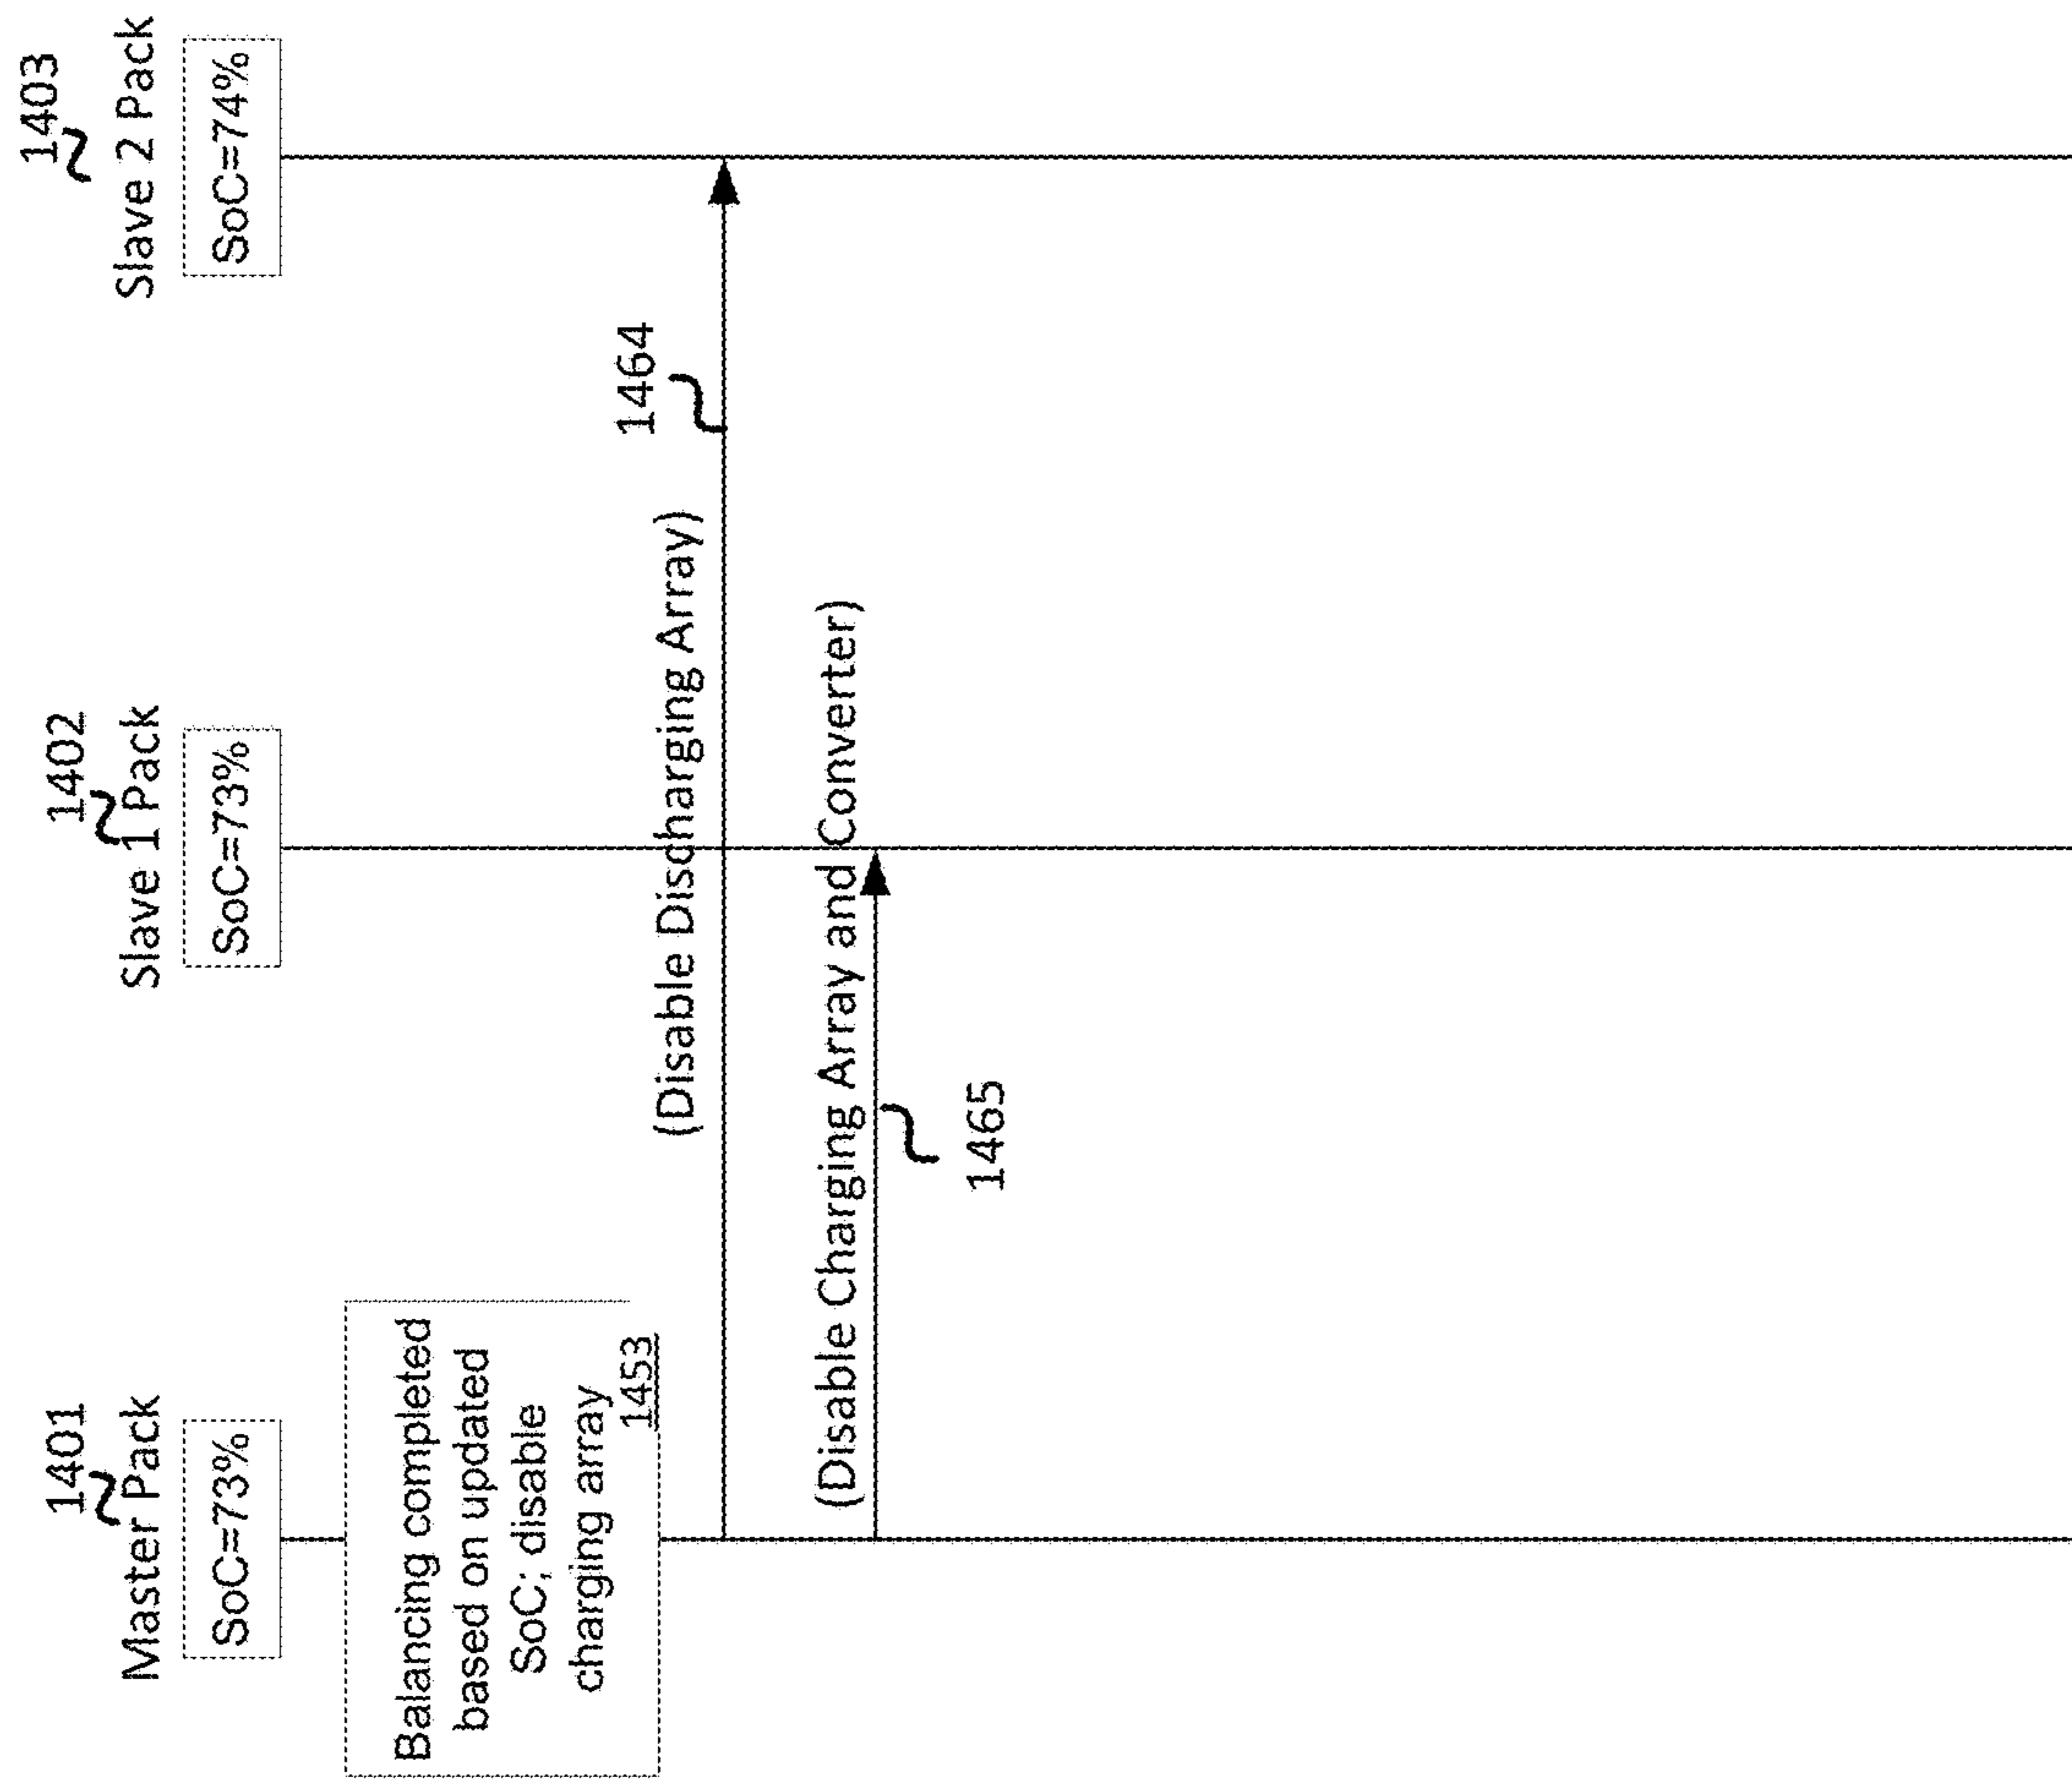 1401
Master Pack
SoC=73%
1402
Slave 1 Pack
SoC=73%
1403
Slave 2 Pack
SoC=74%
Balancing completed
based on updated
SoC; disable
charging array
1453
(Disable Discharging Array)
1464
(Disable Charging Array and Converter)
1465